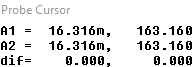 Probe Cursor
A1 = 16.316m, 163.160
A2 = 16.316m, 163.160
dif= 0.000, 0.000